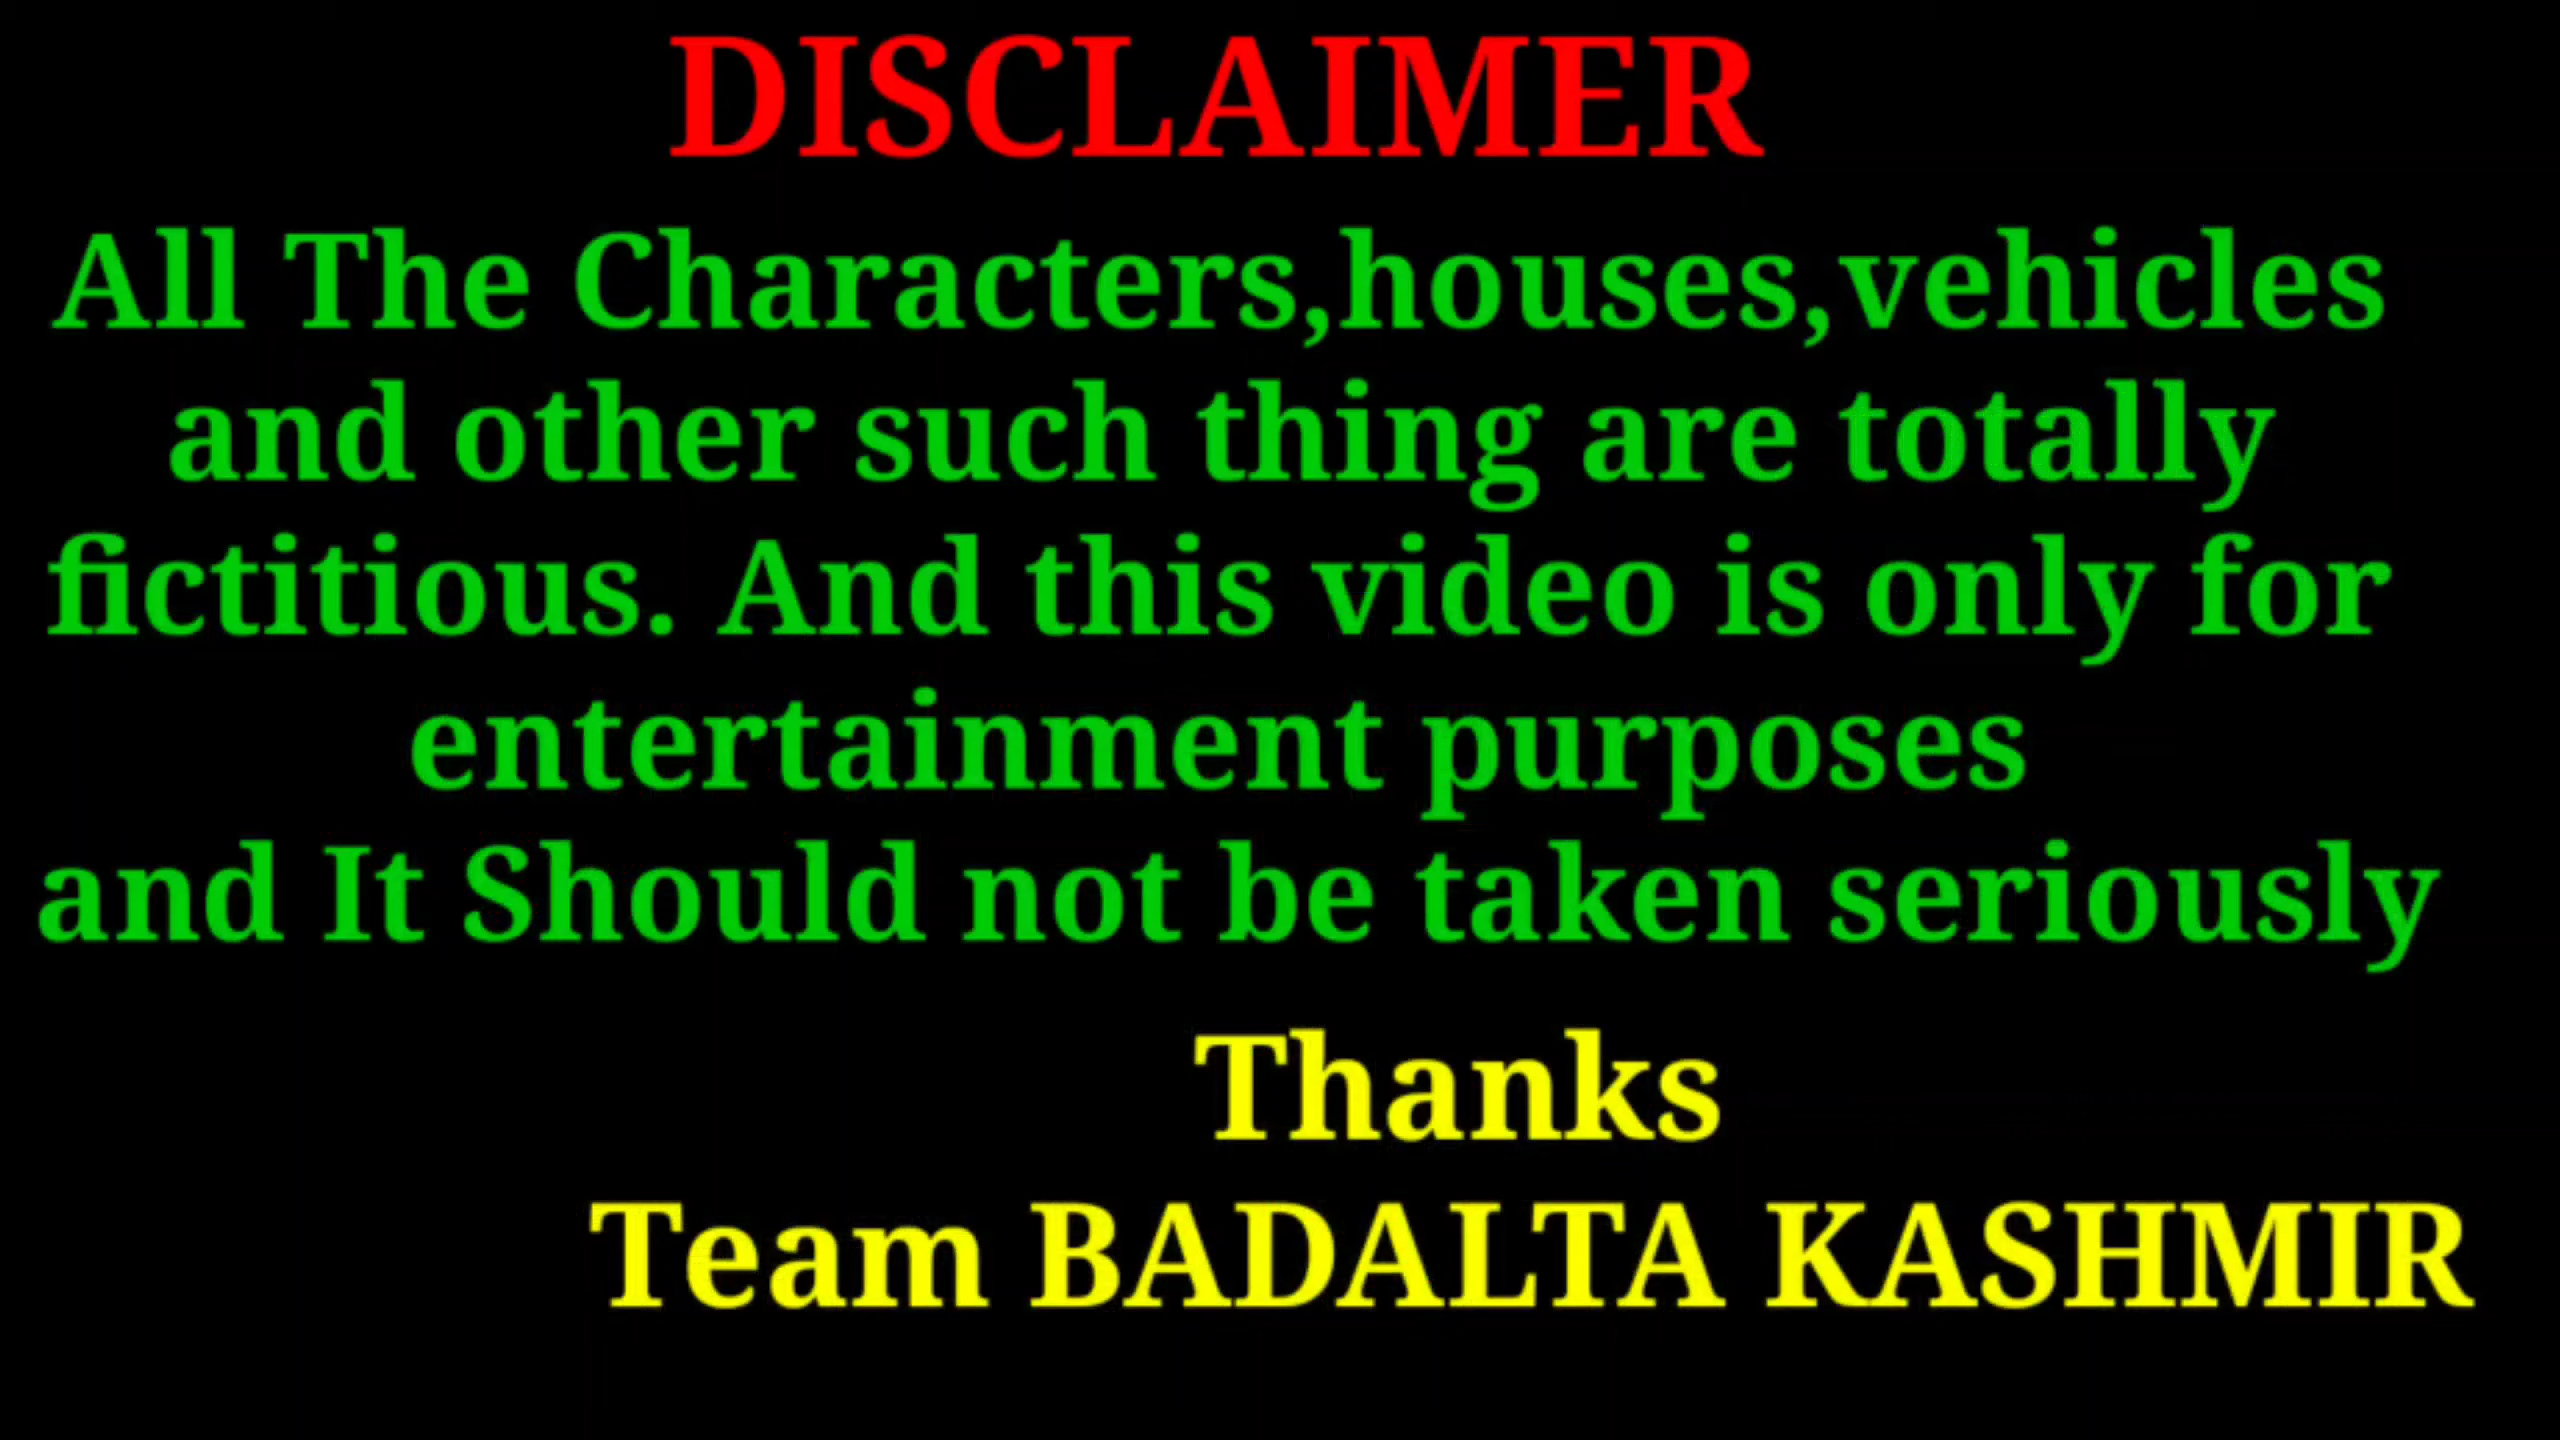 DISCLAIMER
All The Characters,houses,vehicles
and other such thing are totally
fictitious. And this video is only for
entertainment purposes
and It Should not be taken seriously
Thanks
Team BADALTA KASHMIR